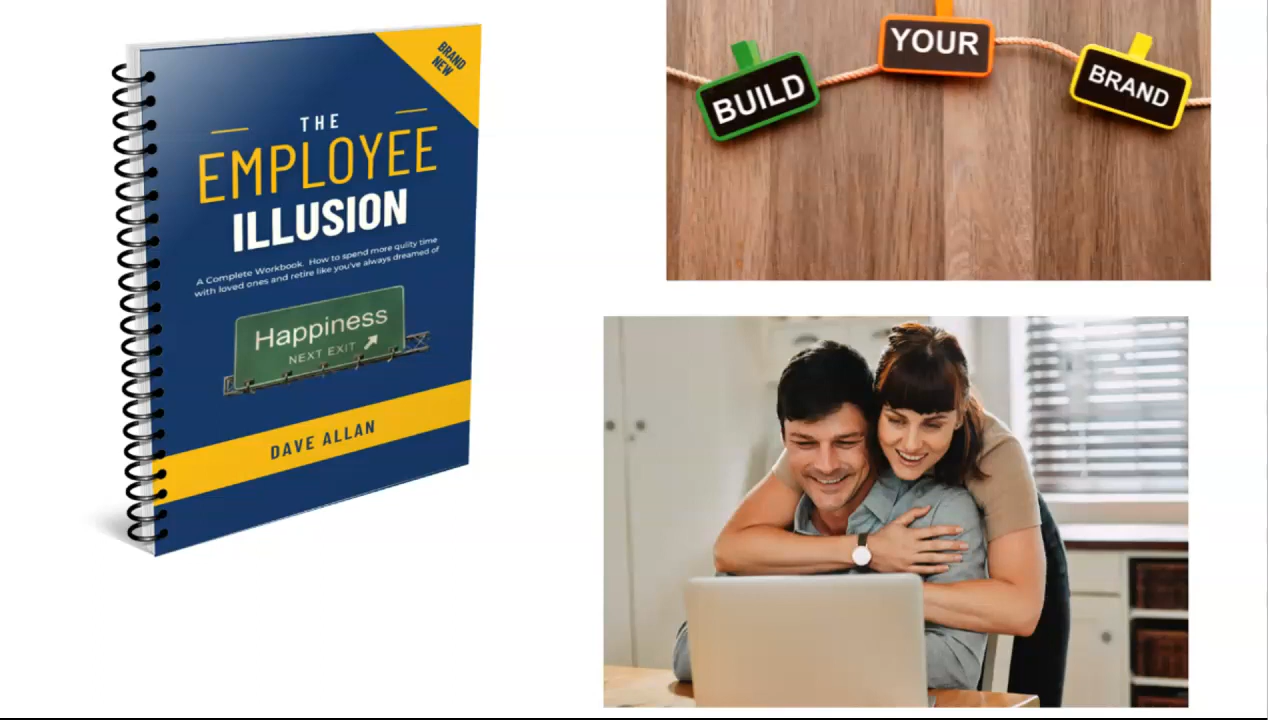 BRAND
NEW
THE
EMPLOYEE
ILLUSION
A Complete Workbook. How to spend more qulity time
with loved ones and retire like you've always dreamed of
Happiness
NEXT EXIT
DAVE ALLAN
BUILD
YOUR
BRAND